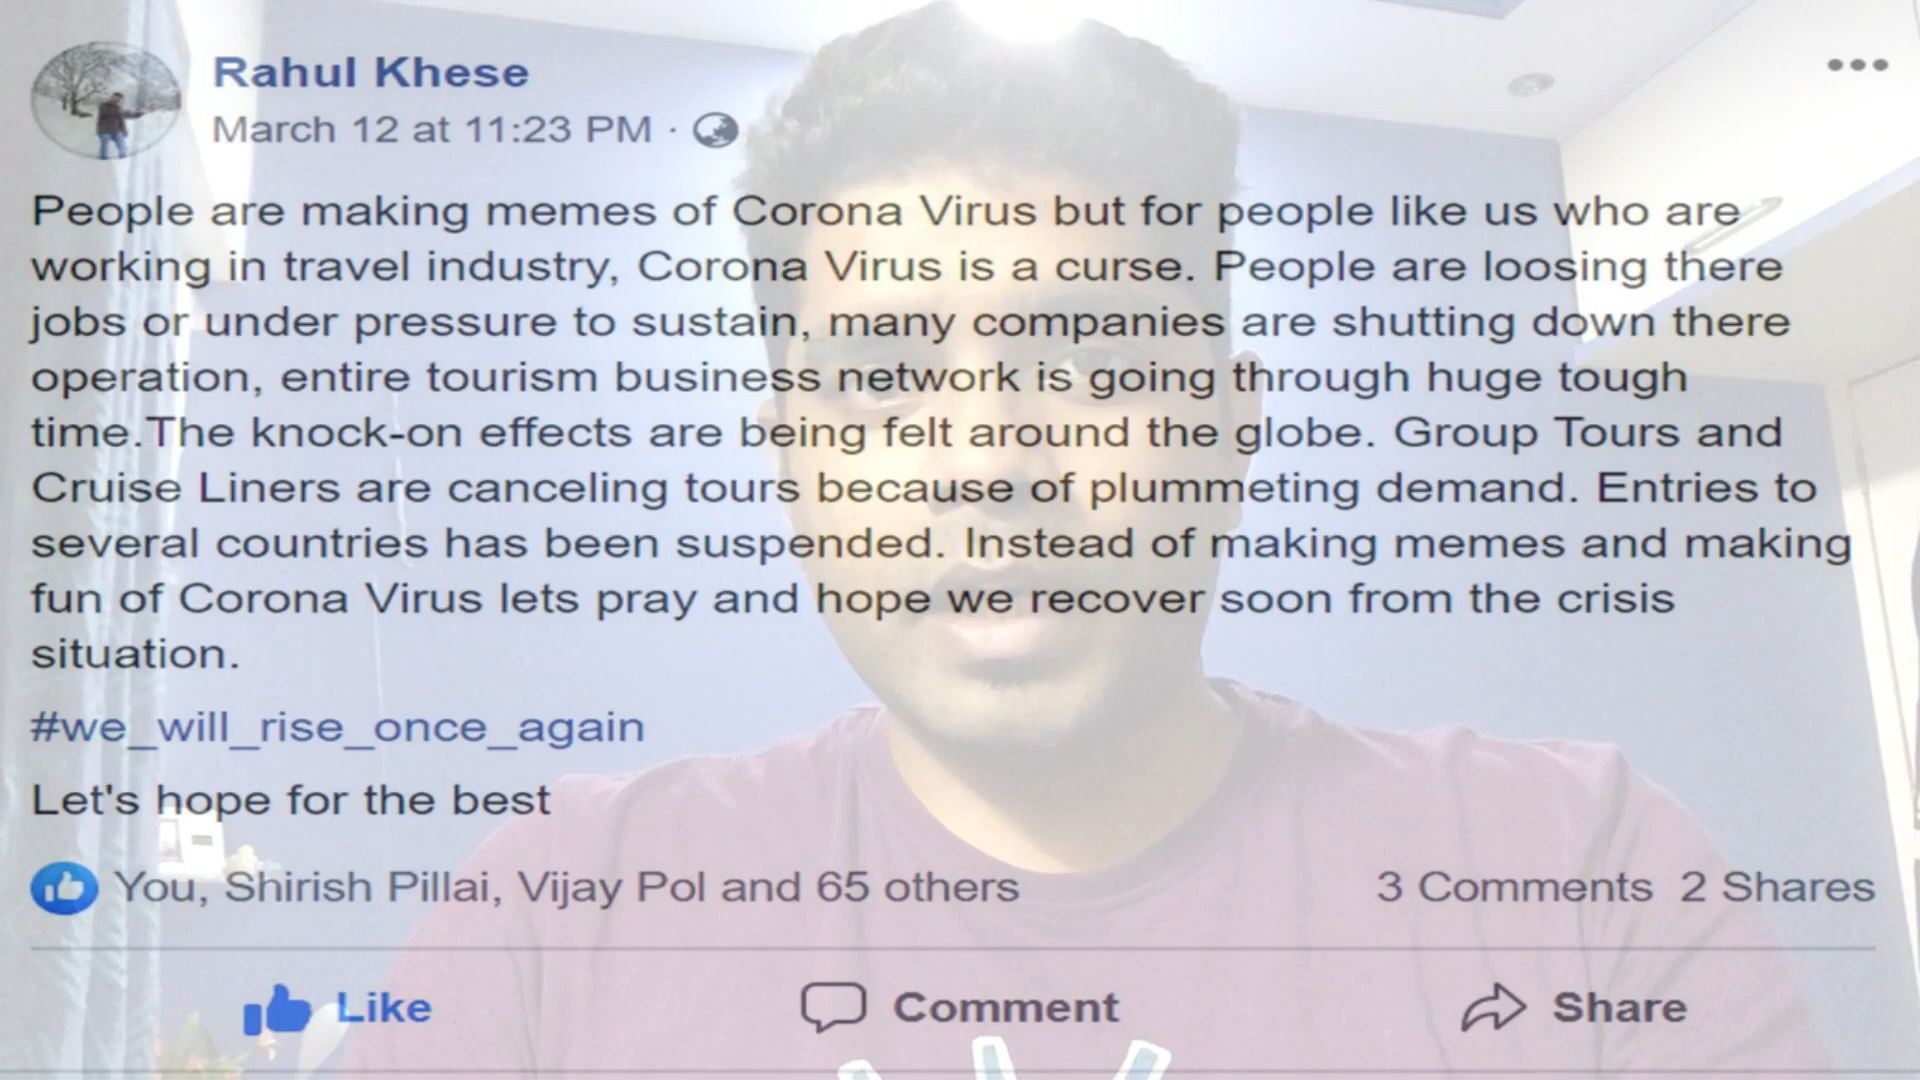 Rahul Khese
March 12 at 11:23 PM ·
People are making memes of Corona Virus but for people like us who are
working in travel industry, Corona Virus is a curse. People are loosing there
jobs or under pressure to sustain, many companies are shutting down there
operation, entire tourism business network is going through huge tough
time.The knock-on effects are being felt around the globe. Group Tours and
Cruise Liners are canceling tours because of plummeting demand. Entries to
several countries has been suspended. Instead of making memes and making
fun of Corona Virus lets pray and hope we recover soon from the crisis
situation.
#we_will_rise_once_again
Let's hope for the best
You, Shirish Pillai, Vijay Pol and 65 others 3 Comments 2 Shares
Like Comment Share